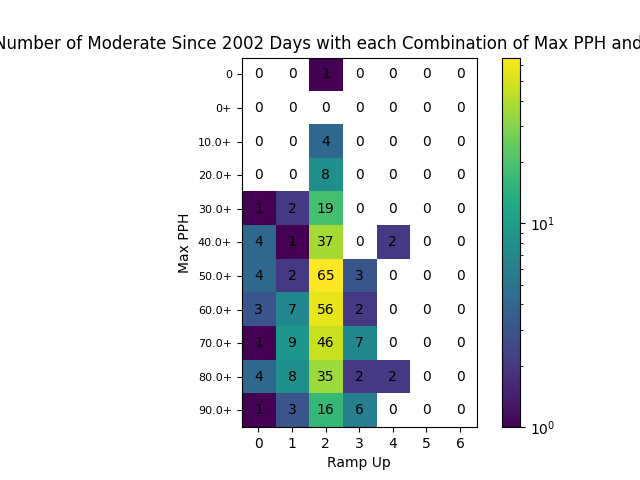 Number of Moderate Since 2002 Days with each Combination of Max PPH and
0 0 0 1 0 0 0 0
0+ 0 0 0 0 0 0 0
10.0+ 0 0 4 0 0 0 0
20.0+ 0 0 8 0 0 0 0
30.0+ 1 2 19 0 0 0 0
40.0+ 4 1 37 0 2 0 0
50.0+ 4 2 65 3 0 0 0
60.0+ 3 7 56 2 0 0 0
70.0+ 1 9 46 7 0 0 0
80.0+ 4 8 35 2 2 0 0
90.0+ 1 3 16 6 0 0 0
0 1 2 3 4 5 6
Ramp Up
Max PPH
10¹
10⁰